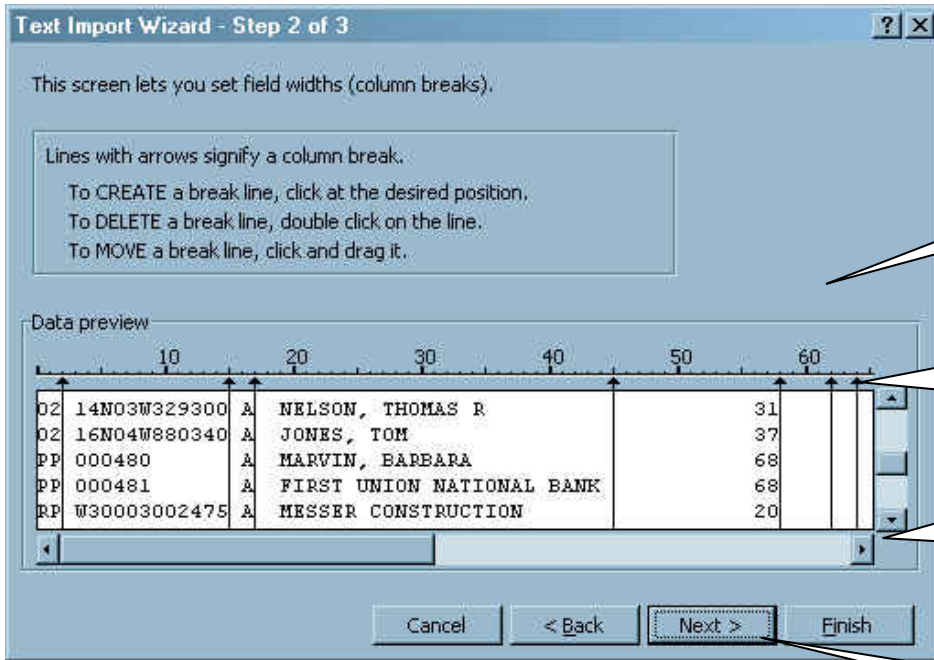 Text Import Wizard - Step 2 of 3
This screen lets you set field widths (column breaks).
Lines with arrows signify a column break.
To CREATE a break line, click at the desired position.
To DELETE a break line, double click on the line.
To MOVE a break line, click and drag it.
Data preview
10 20 30 40 50 60
02 14N03W329300 A NELSON, THOMAS R 31
02 16N04W880340 A JONES, TOM 37
PP 000480 A MARVIN, BARBARA 68
PP 000481 A FIRST UNION NATIONAL BANK 68
RP W30003002475 A MESSER CONSTRUCTION 20
Cancel < Back Next > Finish